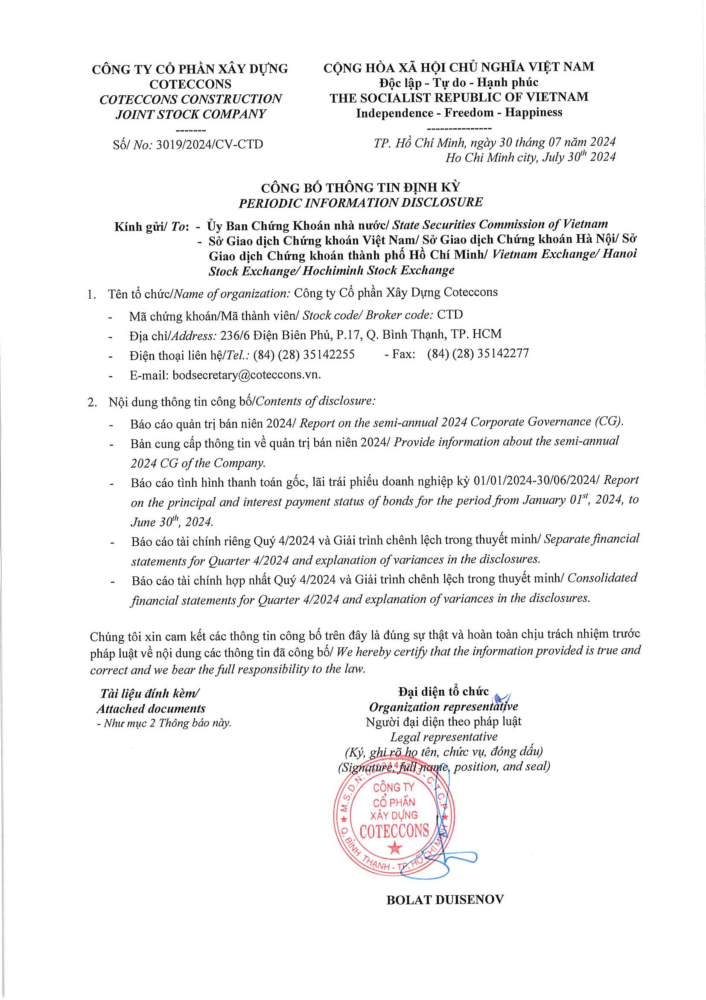 CÔNG TY CỔ PHẦN XÂY DỰNG
COTECCONS
COTECCONS CONSTRUCTION
JOINT STOCK COMPANY
-------
Số/ No: 3019/2024/CV-CTD
CỘNG HÒA XÃ HỘI CHỦ NGHĨA VIỆT NAM
Độc lập - Tự do - Hạnh phúc
THE SOCIALIST REPUBLIC OF VIETNAM
Independence - Freedom - Happiness
---------------
TP. Hồ Chí Minh, ngày 30 tháng 07 năm 2024
Ho Chi Minh city, July 30th 2024
CÔNG BỐ THÔNG TIN ĐỊNH KỲ
PERIODIC INFORMATION DISCLOSURE
Kính gửi/ To: - Ủy Ban Chứng Khoán nhà nước/ State Securities Commission of Vietnam
- Sở Giao dịch Chứng khoán Việt Nam/ Sở Giao dịch Chứng khoán Hà Nội/ Sở
Giao dịch Chứng khoán thành phố Hồ Chí Minh/ Vietnam Exchange/ Hanoi
Stock Exchange/ Hochiminh Stock Exchange
1. Tên tổ chức/Name of organization: Công ty Cổ phần Xây Dựng Coteccons
- Mã chứng khoán/Mã thành viên/ Stock code/ Broker code: CTD
- Địa chỉ/Address: 236/6 Điện Biên Phủ, P.17, Q. Bình Thạnh, TP. HCM
- Điện thoại liên hệ/Tel.: (84) (28) 35142255 - Fax: (84) (28) 35142277
- E-mail: bodsecretary@coteccons.vn.
2. Nội dung thông tin công bố/Contents of disclosure:
- Báo cáo quản trị bán niên 2024/ Report on the semi-annual 2024 Corporate Governance (CG).
- Bản cung cấp thông tin về quản trị bán niên 2024/ Provide information about the semi-annual
2024 CG of the Company.
- Báo cáo tình hình thanh toán gốc, lãi trái phiếu doanh nghiệp kỳ 01/01/2024-30/06/2024/ Report
on the principal and interest payment status of bonds for the period from January 01st, 2024, to
June 30th, 2024.
- Báo cáo tài chính riêng Quý 4/2024 và Giải trình chênh lệch trong thuyết minh/ Separate financial
statements for Quarter 4/2024 and explanation of variances in the disclosures.
- Báo cáo tài chính hợp nhất Quý 4/2024 và Giải trình chênh lệch trong thuyết minh/ Consolidated
financial statements for Quarter 4/2024 and explanation of variances in the disclosures.
Chúng tôi xin cam kết các thông tin công bố trên đây là đúng sự thật và hoàn toàn chịu trách nhiệm trước
pháp luật về nội dung các thông tin đã công bố/ We hereby certify that the information provided is true and
correct and we bear the full responsibility to the law.
Tài liệu đính kèm/
Attached documents
- Như mục 2 Thông báo này.
Đại diện tổ chức
Organization representative
Người đại diện theo pháp luật
Legal representative
(Ký, ghi rõ họ tên, chức vụ, đóng dấu)
(Signature, full name, position, and seal)
M.S.D.N: - C.T.C.P
CÔNG TY
CỔ PHẦN
XÂY DỰNG
COTECCONS
Q. BÌNH THẠNH - TP. HỒ CHÍ MINH
BOLAT DUISENOV